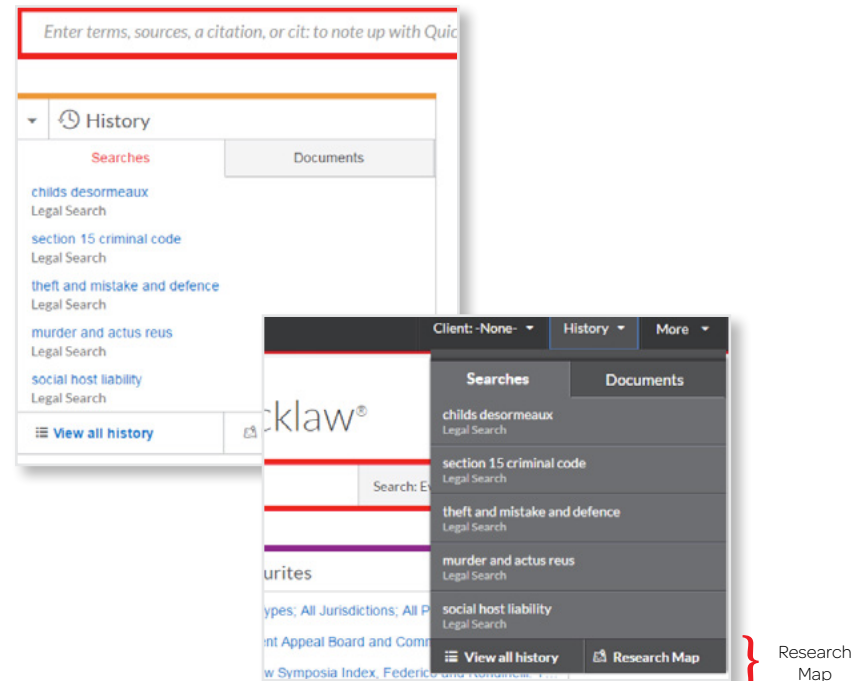 Enter terms, sources, a citation, or cit: to note up with Quic
History
Searches Documents
childs desormeaux
Legal Search
section 15 criminal code
Legal Search
theft and mistake and defence
Legal Search
murder and actus reus
Legal Search
social host liability
Legal Search
View all history
Client: -None- History More
cklaw®
Search: Ev
urites
ypes; All Jurisdictions; All P
nt Appeal Board and Comm
w Symposia Index, Federico and
Searches Documents
childs desormeaux
Legal Search
section 15 criminal code
Legal Search
theft and mistake and defence
Legal Search
murder and actus reus
Legal Search
social host liability
Legal Search
View all history Research Map
Research
Map